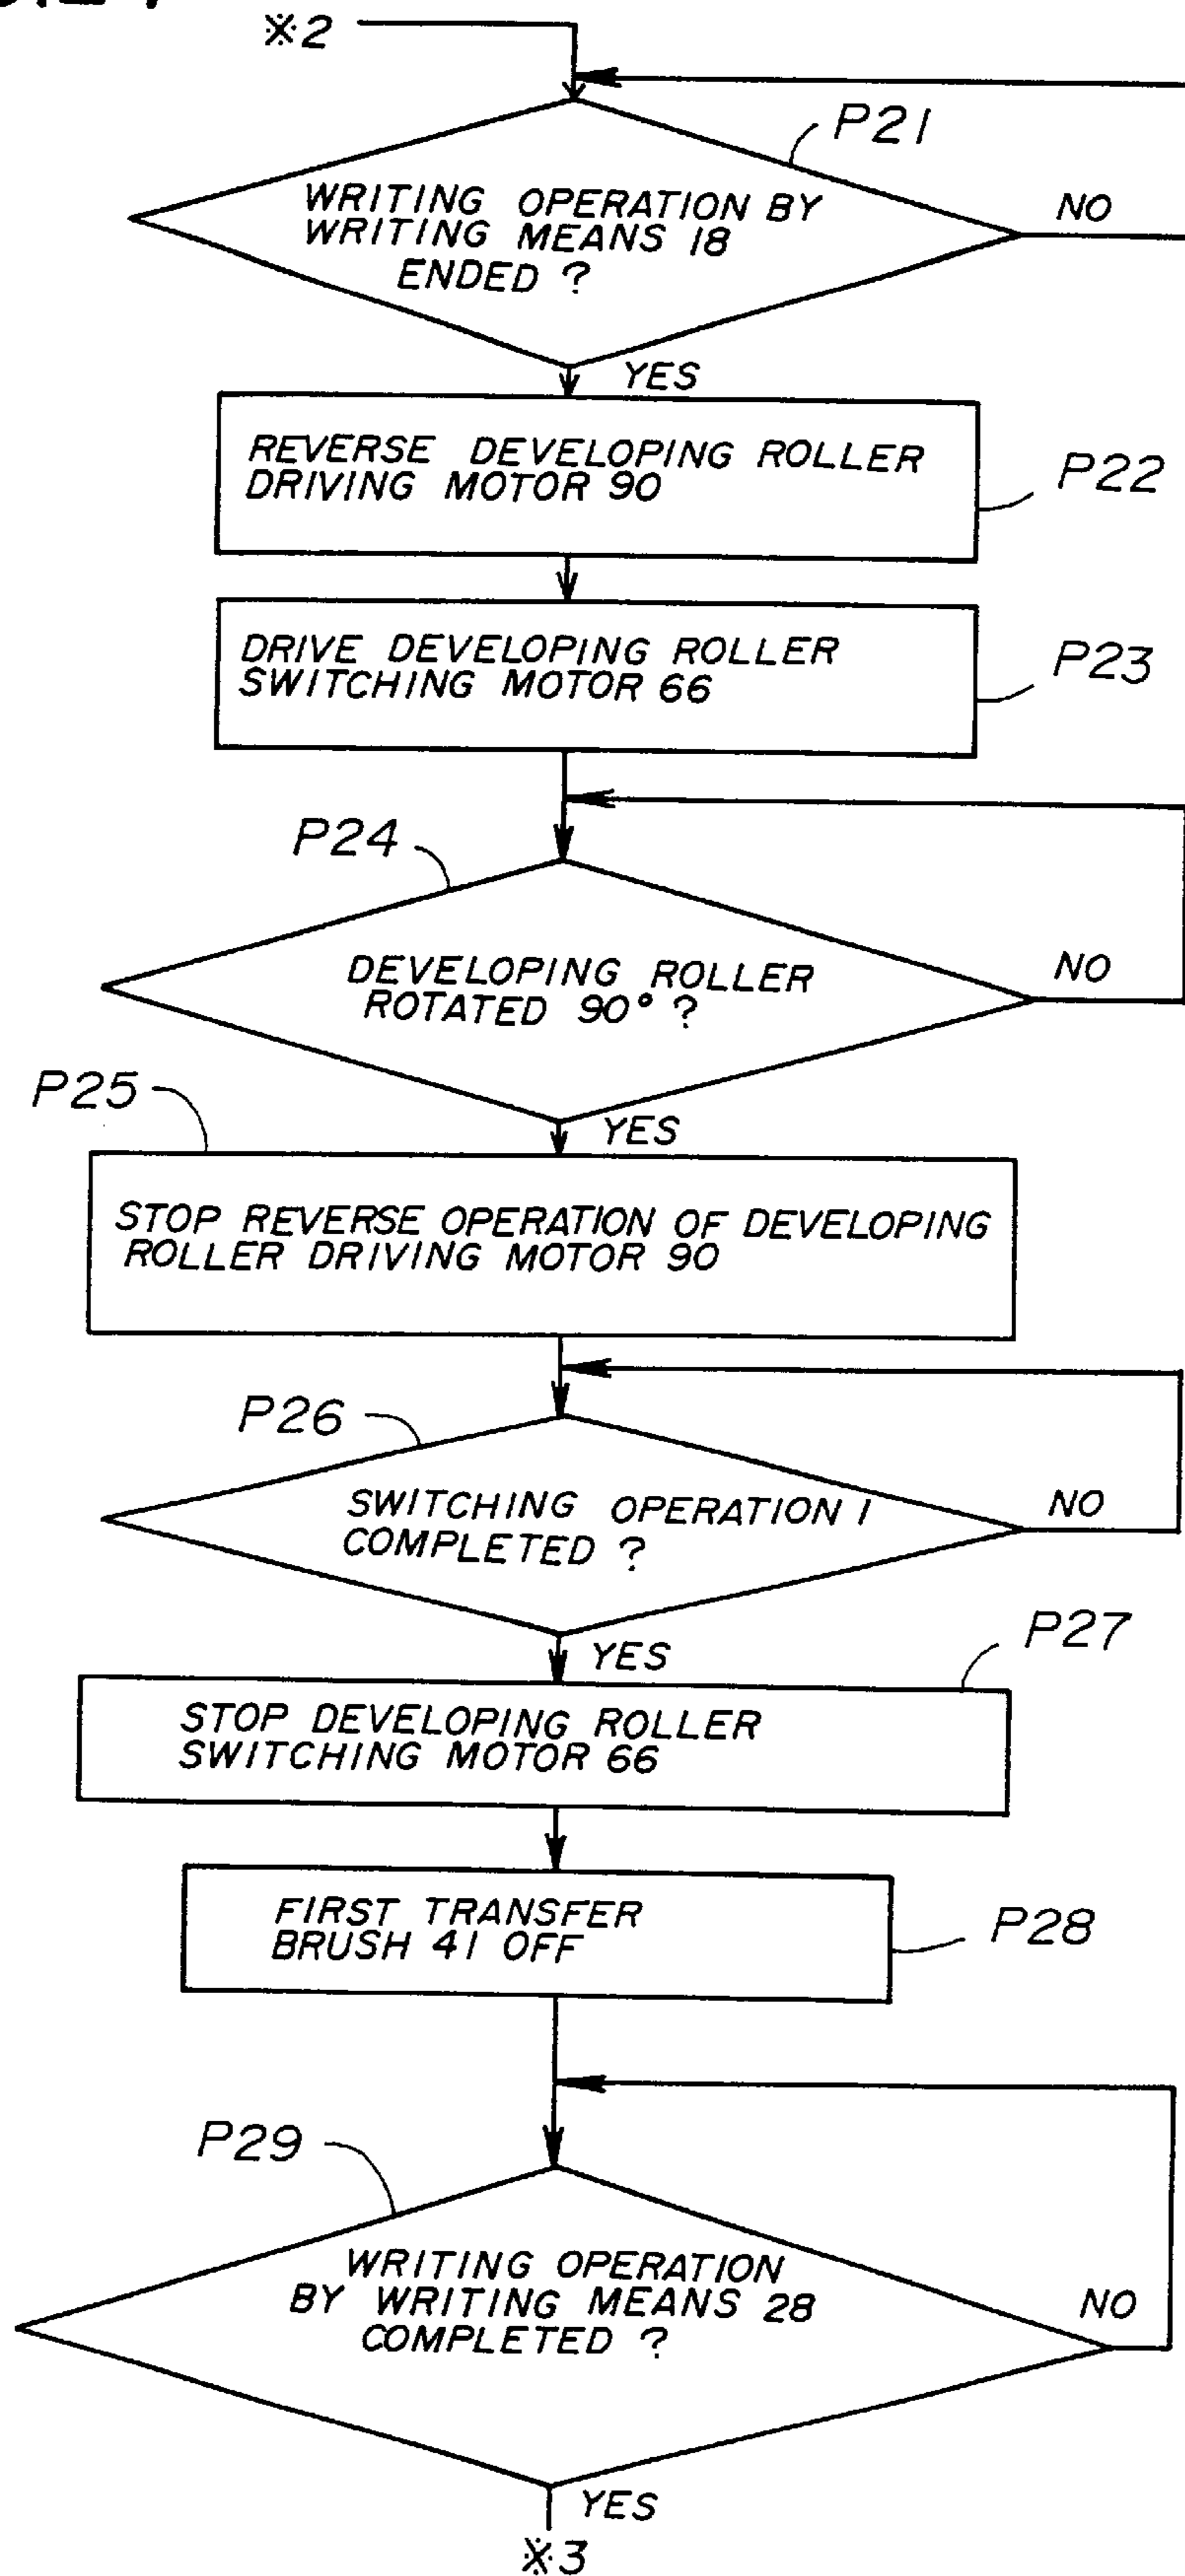 ※2
P21
WRITING OPERATION BY
WRITING MEANS 18
ENDED ?
NO
YES
REVERSE DEVELOPING ROLLER
DRIVING MOTOR 90
P22
DRIVE DEVELOPING ROLLER
SWITCHING MOTOR 66
P23
P24
DEVELOPING ROLLER
ROTATED 90° ?
NO
YES
P25
STOP REVERSE OPERATION OF DEVELOPING
ROLLER DRIVING MOTOR 90
P26
SWITCHING OPERATION 1
COMPLETED ?
NO
YES
P27
STOP DEVELOPING ROLLER
SWITCHING MOTOR 66
FIRST TRANSFER
BRUSH 41 OFF
P28
P29
WRITING OPERATION
BY WRITING MEANS 28
COMPLETED ?
NO
YES
※3